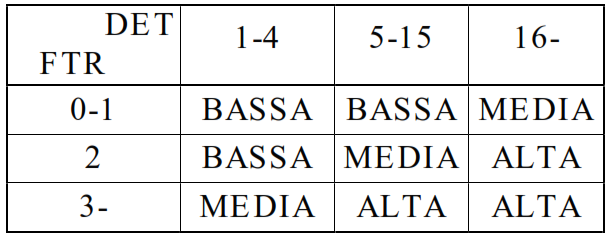 DET
FTR 1-4 5-15 16-
0-1 BASSA BASSA MEDIA
2 BASSA MEDIA ALTA
3- MEDIA ALTA ALTA